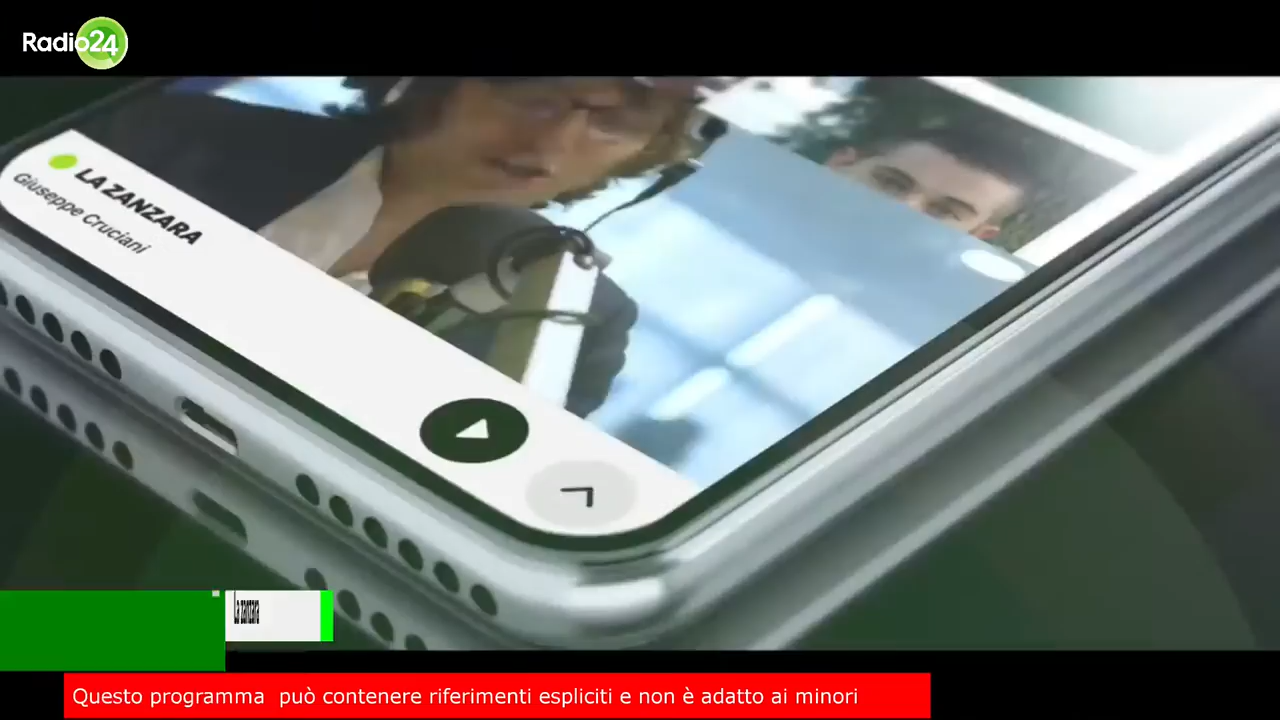 Radio24
LA ZANZARA
Giuseppe Cruciani
La zanzara
Questo programma può contenere riferimenti espliciti e non è adatto ai minori